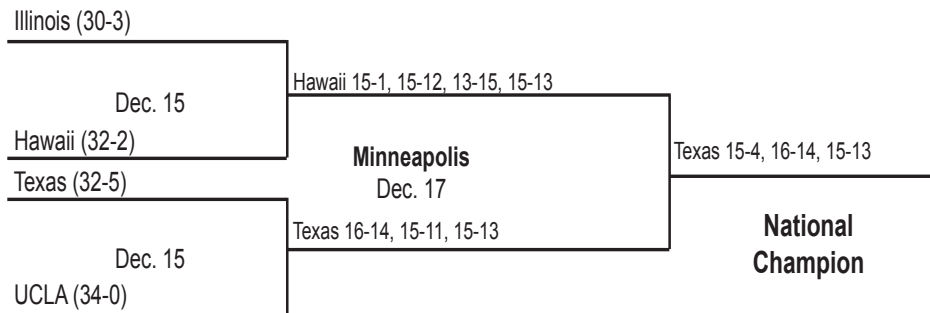 Illinois (30-3)
Dec. 15
Hawaii 15-1, 15-12, 13-15, 15-13
Hawaii (32-2)
Texas (32-5)
Minneapolis
Dec. 17
Texas 15-4, 16-14, 15-13
Texas 16-14, 15-11, 15-13
Dec. 15
UCLA (34-0)
National
Champion